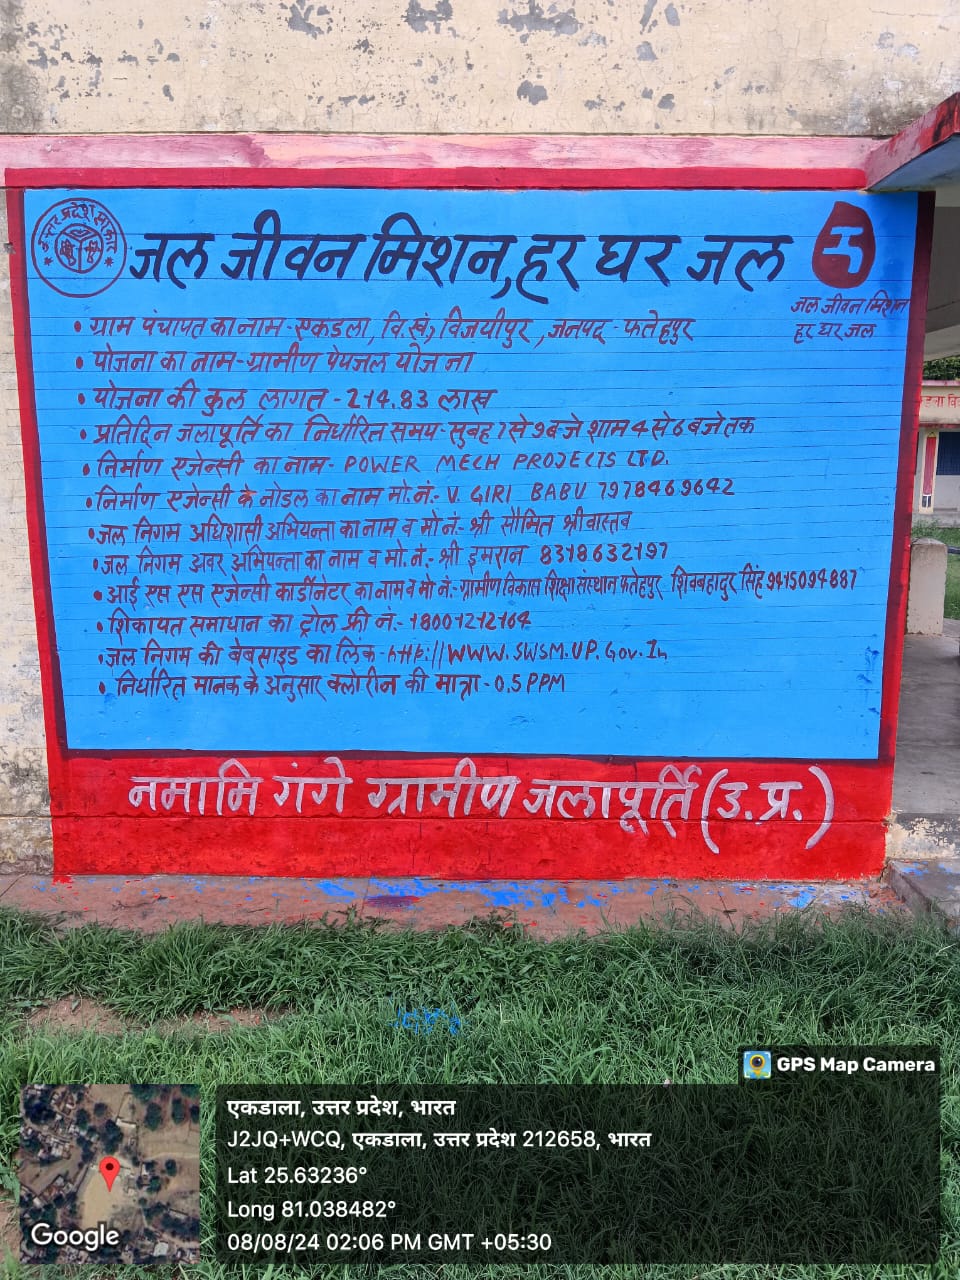 उत्तर प्रदेश सरकार
जल जीवन मिशन, हर घर जल
जल जीवन मिशन
हर घर जल
• ग्राम पंचायत का नाम-एकडला, वि.खं, विजयीपुर, जनपद - फतेहपुर
• योजना का नाम-ग्रामीण पेयजल योजना
• योजना की कुल लागत - 214.83 लाख
• प्रतिदिन जलापूर्ति का निर्धारित समय-सुबह 7 से 9 बजे शाम 4 से 6 बजे तक
• निर्माण एजेन्सी का नाम- POWER MECH PROJECTS LTD.
• निर्माण एजेन्सी के नोडल का नाम मो.नं.- V. GIRI BABU 7978469642
• जल निगम अधिशासी अभियन्ता का नाम व मो नं.- श्री सौमित श्रीवास्तव
• जल निगम अवर अभियन्ता का नाम व मो.नं.- श्री इमरान 8318632197
• आई एस एस एजेन्सी कार्डीनेटर का नाम व मो नं.- ग्रामीण विकास शिक्षा संस्थान फतेहपुर शिवबहादुर सिंह 9415094887
• शिकायत समाधान का ट्रोल फ्री नं.- 18001212164
• जल निगम की बेबसाइड का लिंक - http://WWW.SWSM.UP.Gov.In
• निर्धारित मानक के अनुसार क्लोरीन की मात्रा - 0.5 PPM
नमामि गंगे ग्रामीण जलापूर्ति (उ.प्र.)
GPS Map Camera
एकडाला, उत्तर प्रदेश, भारत
J2JQ+WCQ, एकडाला, उत्तर प्रदेश 212658, भारत
Lat 25.63236°
Long 81.038482°
08/08/24 02:06 PM GMT +05:30
Google